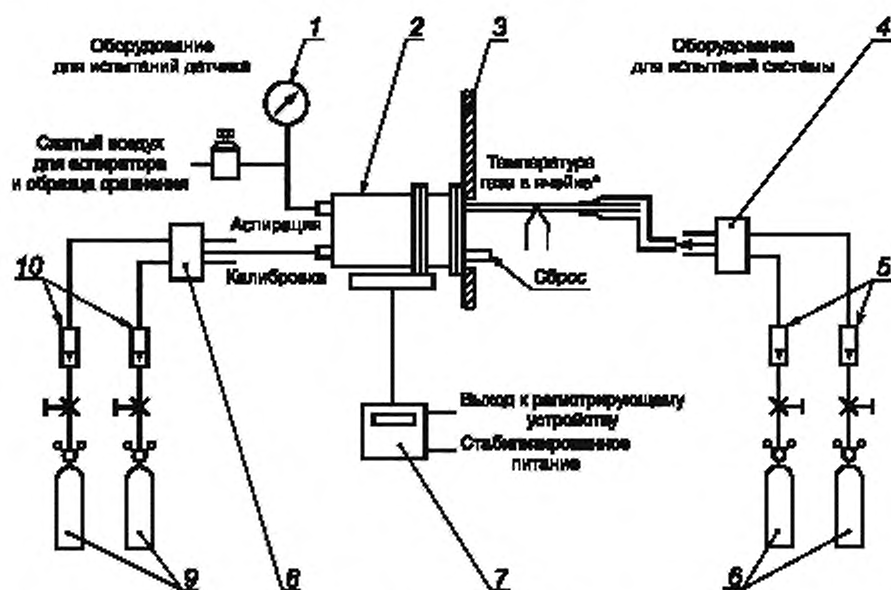 1
2
3
4
Оборудование
для испытаний датчика
Оборудование
для испытаний системы
Сжатый воздух
для аспиратора
и образца сравнения
Температура
газа в ячейке*
Аспирация
Калибровка
Сброс
10
5
Выход к регистрирующему
устройству
Стабилизированное
питание
9
8
7
6